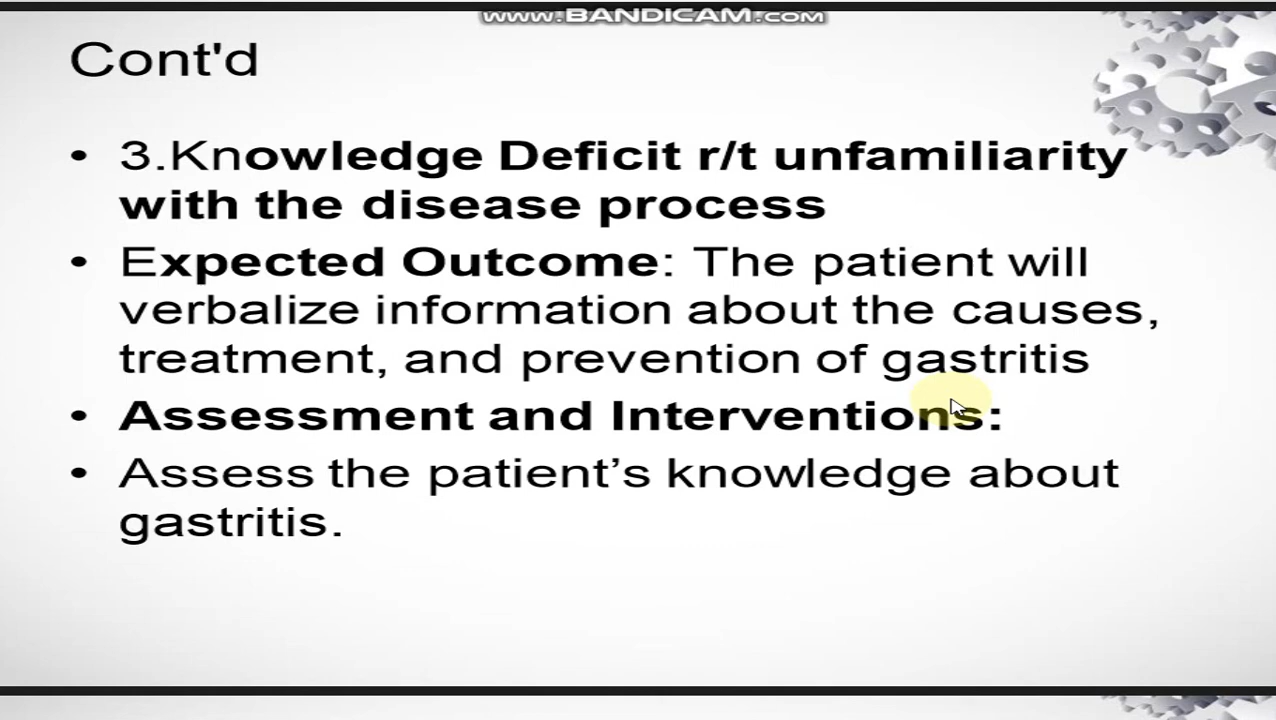 www.BANDICAM.com
Cont'd
• 3.Knowledge Deficit r/t unfamiliarity
with the disease process
• Expected Outcome: The patient will
verbalize information about the causes,
treatment, and prevention of gastritis
• Assessment and Interventions:
• Assess the patient’s knowledge about
gastritis.